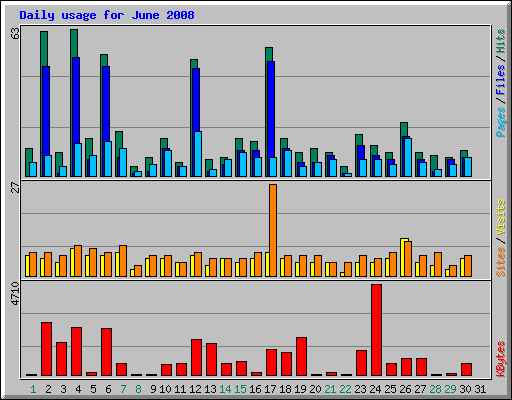 Daily usage for June 2008
63
Pages / Files / Hits
27
Sites / Visits
4710
KBytes
1 2 3 4 5 6 7 8 9 10 11 12 13 14 15 16 17 18 19 20 21 22 23 24 25 26 27 28 29 30 31